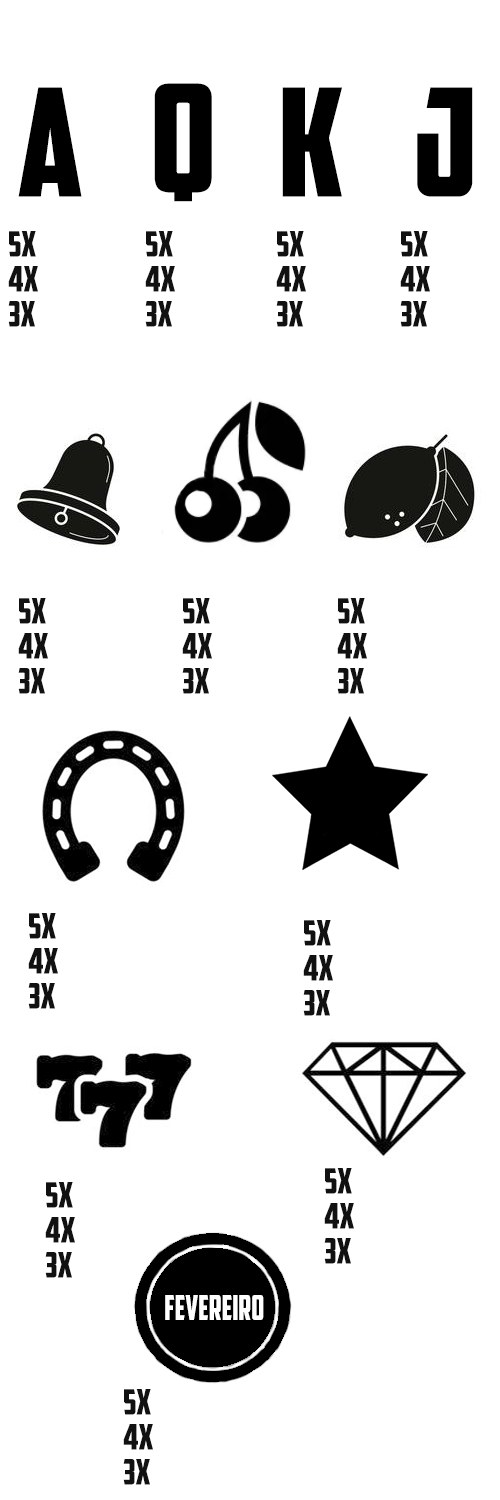 A Q K J
5X 5X 5X 5X
4X 4X 4X 4X
3X 3X 3X 3X
5X 5X 5X
4X 4X 4X
3X 3X 3X
5X 5X
4X 4X
3X 3X
777
5X 5X
4X 4X
3X 3X
FEVEREIRO
5X
4X
3X